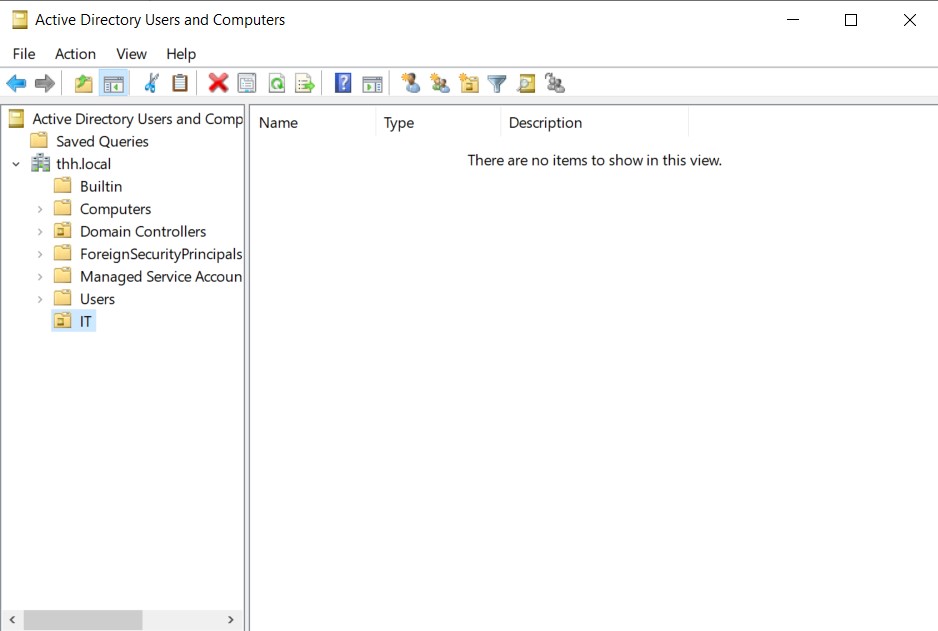 Active Directory Users and Computers
File Action View Help
Active Directory Users and Comp
Saved Queries
thh.local
Builtin
Computers
Domain Controllers
ForeignSecurityPrincipals
Managed Service Accoun
Users
IT
Name Type Description
There are no items to show in this view.